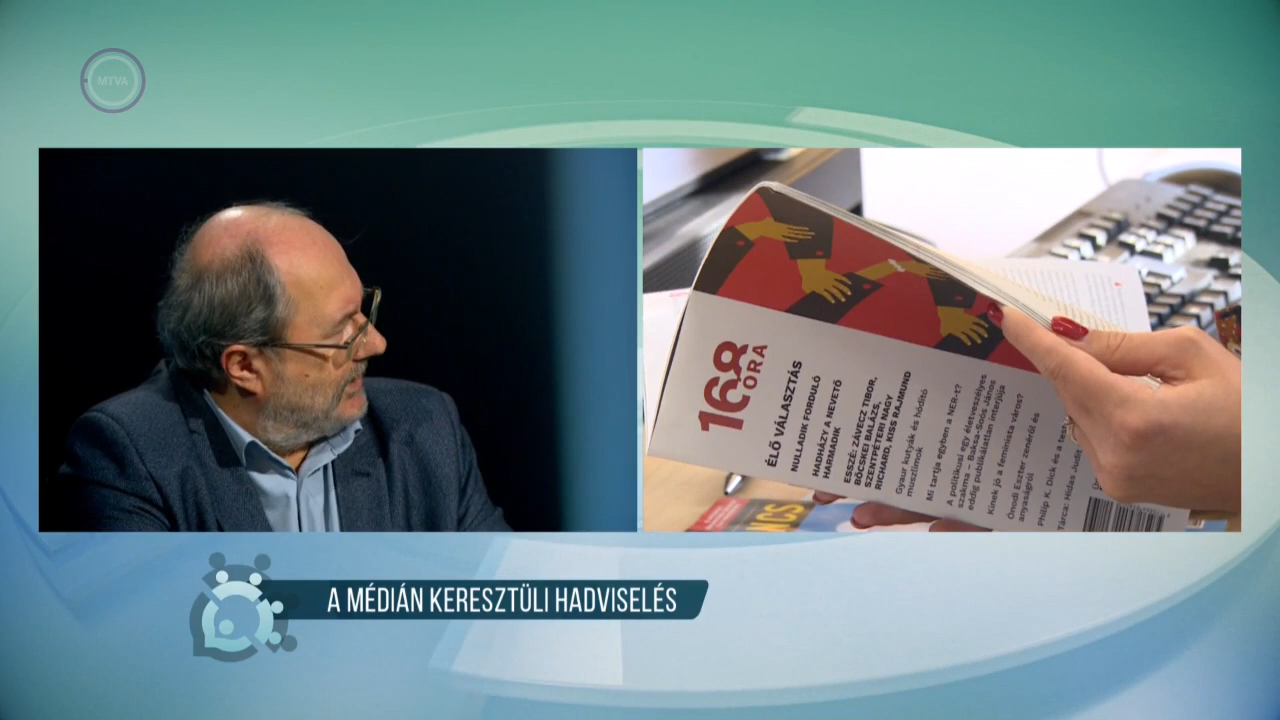 MTVA
168
ÓRA
ÉLŐ VÁLASZTÁS
NULLADIK FORDULÓ
HADHÁZY A NEVETŐ
HARMADIK
ESSZÉ: ZÁVECZ TIBOR,
BÖCSKEI BALÁZS,
SZENTPÉTERI NAGY
RICHARD, KISS RAJMUND
Gyaur kutyák és hódító
muszlimok
Mi tartja egyben a NER-t?
A politikusi egy életveszélyes
szakma – Baksa-Soós János
eddig publikálatlan interjúja
Kinek jó a feminista város?
Ónodi Eszter zenéről és
anyaságról
Philip K. Dick és a test
Tárca: Hidas Judit
NCS
A MÉDIÁN KERESZTÜLI HADVISELÉS